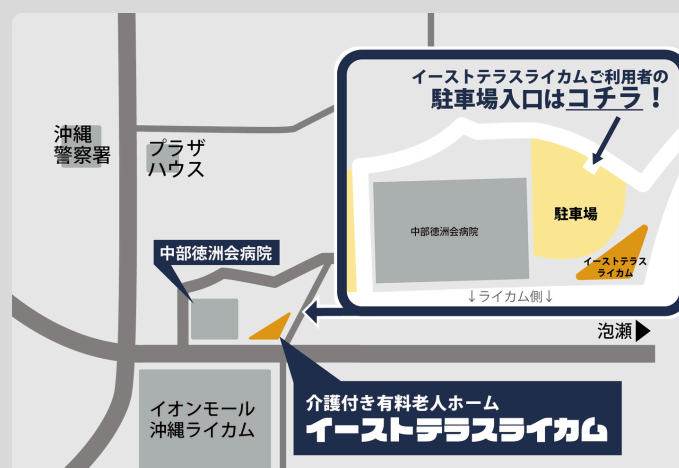 イーストテラスライカムご利用者の
駐車場入口はコチラ！
沖縄
警察署
プラザ
ハウス
中部徳洲会病院
駐車場
イーストテラス
ライカム
↓ライカム側↓
中部徳洲会病院
泡瀬▶
イオンモール
沖縄ライカム
介護付き有料老人ホーム
イーストテラスライカム